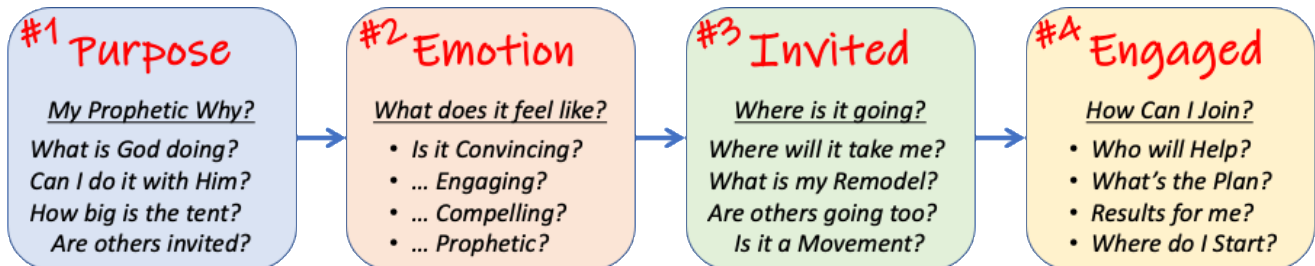 #1 Purpose
My Prophetic Why?
What is God doing?
Can I do it with Him?
How big is the tent?
Are others invited?
#2 Emotion
What does it feel like?
• Is it Convincing?
• ... Engaging?
• ... Compelling?
• ... Prophetic?
#3 Invited
Where is it going?
Where will it take me?
What is my Remodel?
Are others going too?
Is it a Movement?
#4 Engaged
How Can I Join?
• Who will Help?
• What's the Plan?
• Results for me?
• Where do I Start?